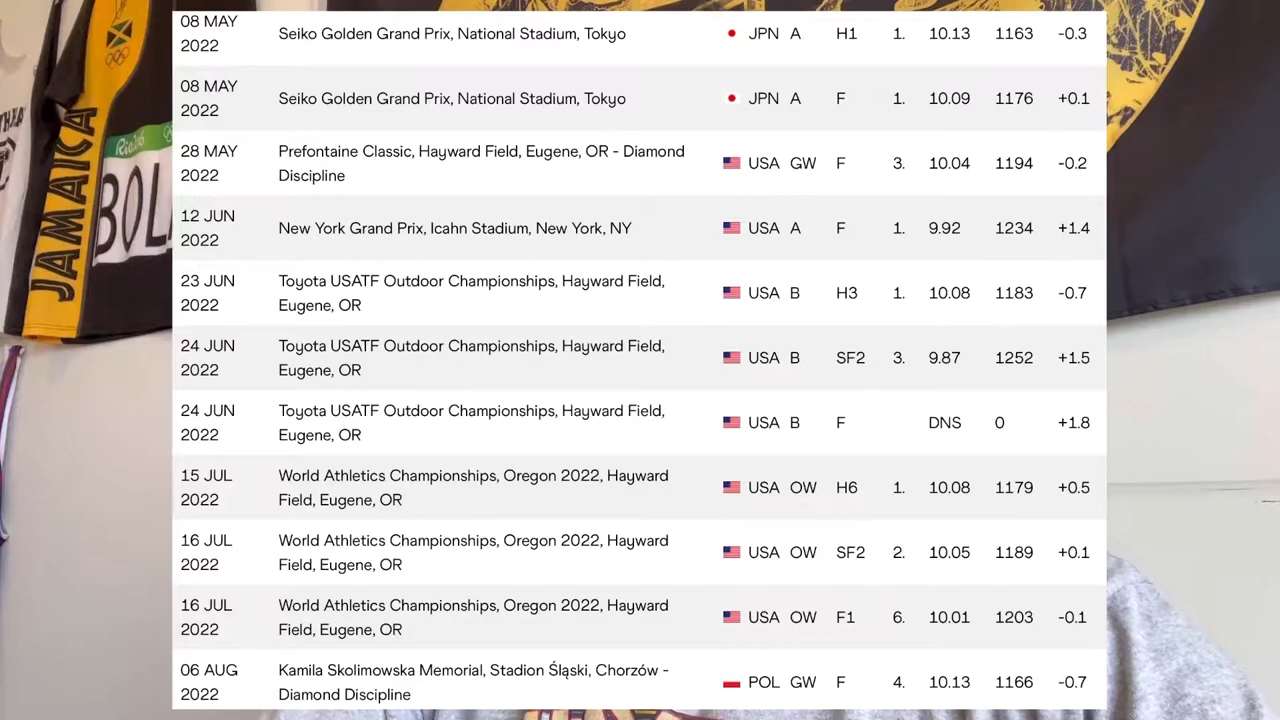 08 MAY
2022
Seiko Golden Grand Prix, National Stadium, Tokyo
JPN A H1 1. 10.13 1163 -0.3
08 MAY
2022
Seiko Golden Grand Prix, National Stadium, Tokyo
JPN A F 1. 10.09 1176 +0.1
28 MAY
2022
Prefontaine Classic, Hayward Field, Eugene, OR - Diamond
Discipline
USA GW F 3. 10.04 1194 -0.2
12 JUN
2022
New York Grand Prix, Icahn Stadium, New York, NY
USA A F 1. 9.92 1234 +1.4
23 JUN
2022
Toyota USATF Outdoor Championships, Hayward Field,
Eugene, OR
USA B H3 1. 10.08 1183 -0.7
24 JUN
2022
Toyota USATF Outdoor Championships, Hayward Field,
Eugene, OR
USA B SF2 3. 9.87 1252 +1.5
24 JUN
2022
Toyota USATF Outdoor Championships, Hayward Field,
Eugene, OR
USA B F DNS 0 +1.8
15 JUL
2022
World Athletics Championships, Oregon 2022, Hayward
Field, Eugene, OR
USA OW H6 1. 10.08 1179 +0.5
16 JUL
2022
World Athletics Championships, Oregon 2022, Hayward
Field, Eugene, OR
USA OW SF2 2. 10.05 1189 +0.1
16 JUL
2022
World Athletics Championships, Oregon 2022, Hayward
Field, Eugene, OR
USA OW F1 6. 10.01 1203 -0.1
06 AUG
2022
Kamila Skolimowska Memorial, Stadion Śląski, Chorzów -
Diamond Discipline
POL GW F 4. 10.13 1166 -0.7
JAMAICA
BOL